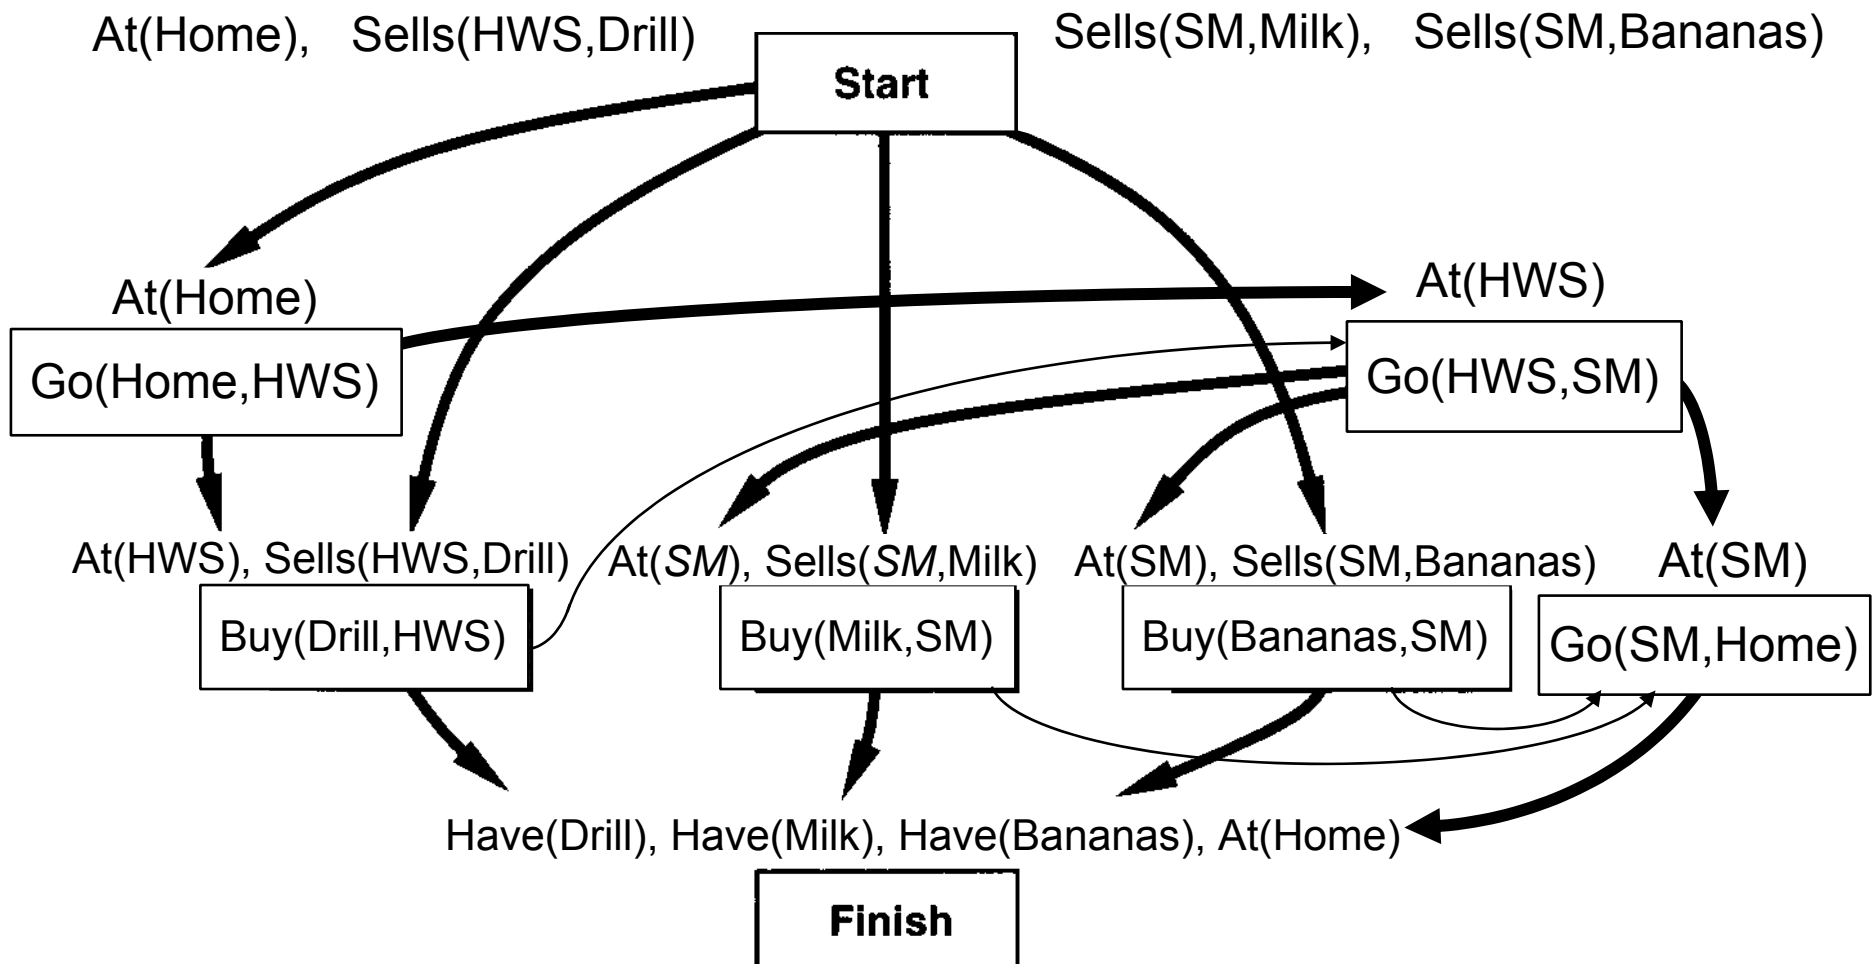 At(Home), Sells(HWS,Drill)
Start
Sells(SM,Milk), Sells(SM,Bananas)
At(Home)
At(HWS)
Go(Home,HWS)
Go(HWS,SM)
At(HWS), Sells(HWS,Drill)
At(SM), Sells(SM,Milk)
At(SM), Sells(SM,Bananas)
At(SM)
Buy(Drill,HWS)
Buy(Milk,SM)
Buy(Bananas,SM)
Go(SM,Home)
Have(Drill), Have(Milk), Have(Bananas), At(Home)
Finish